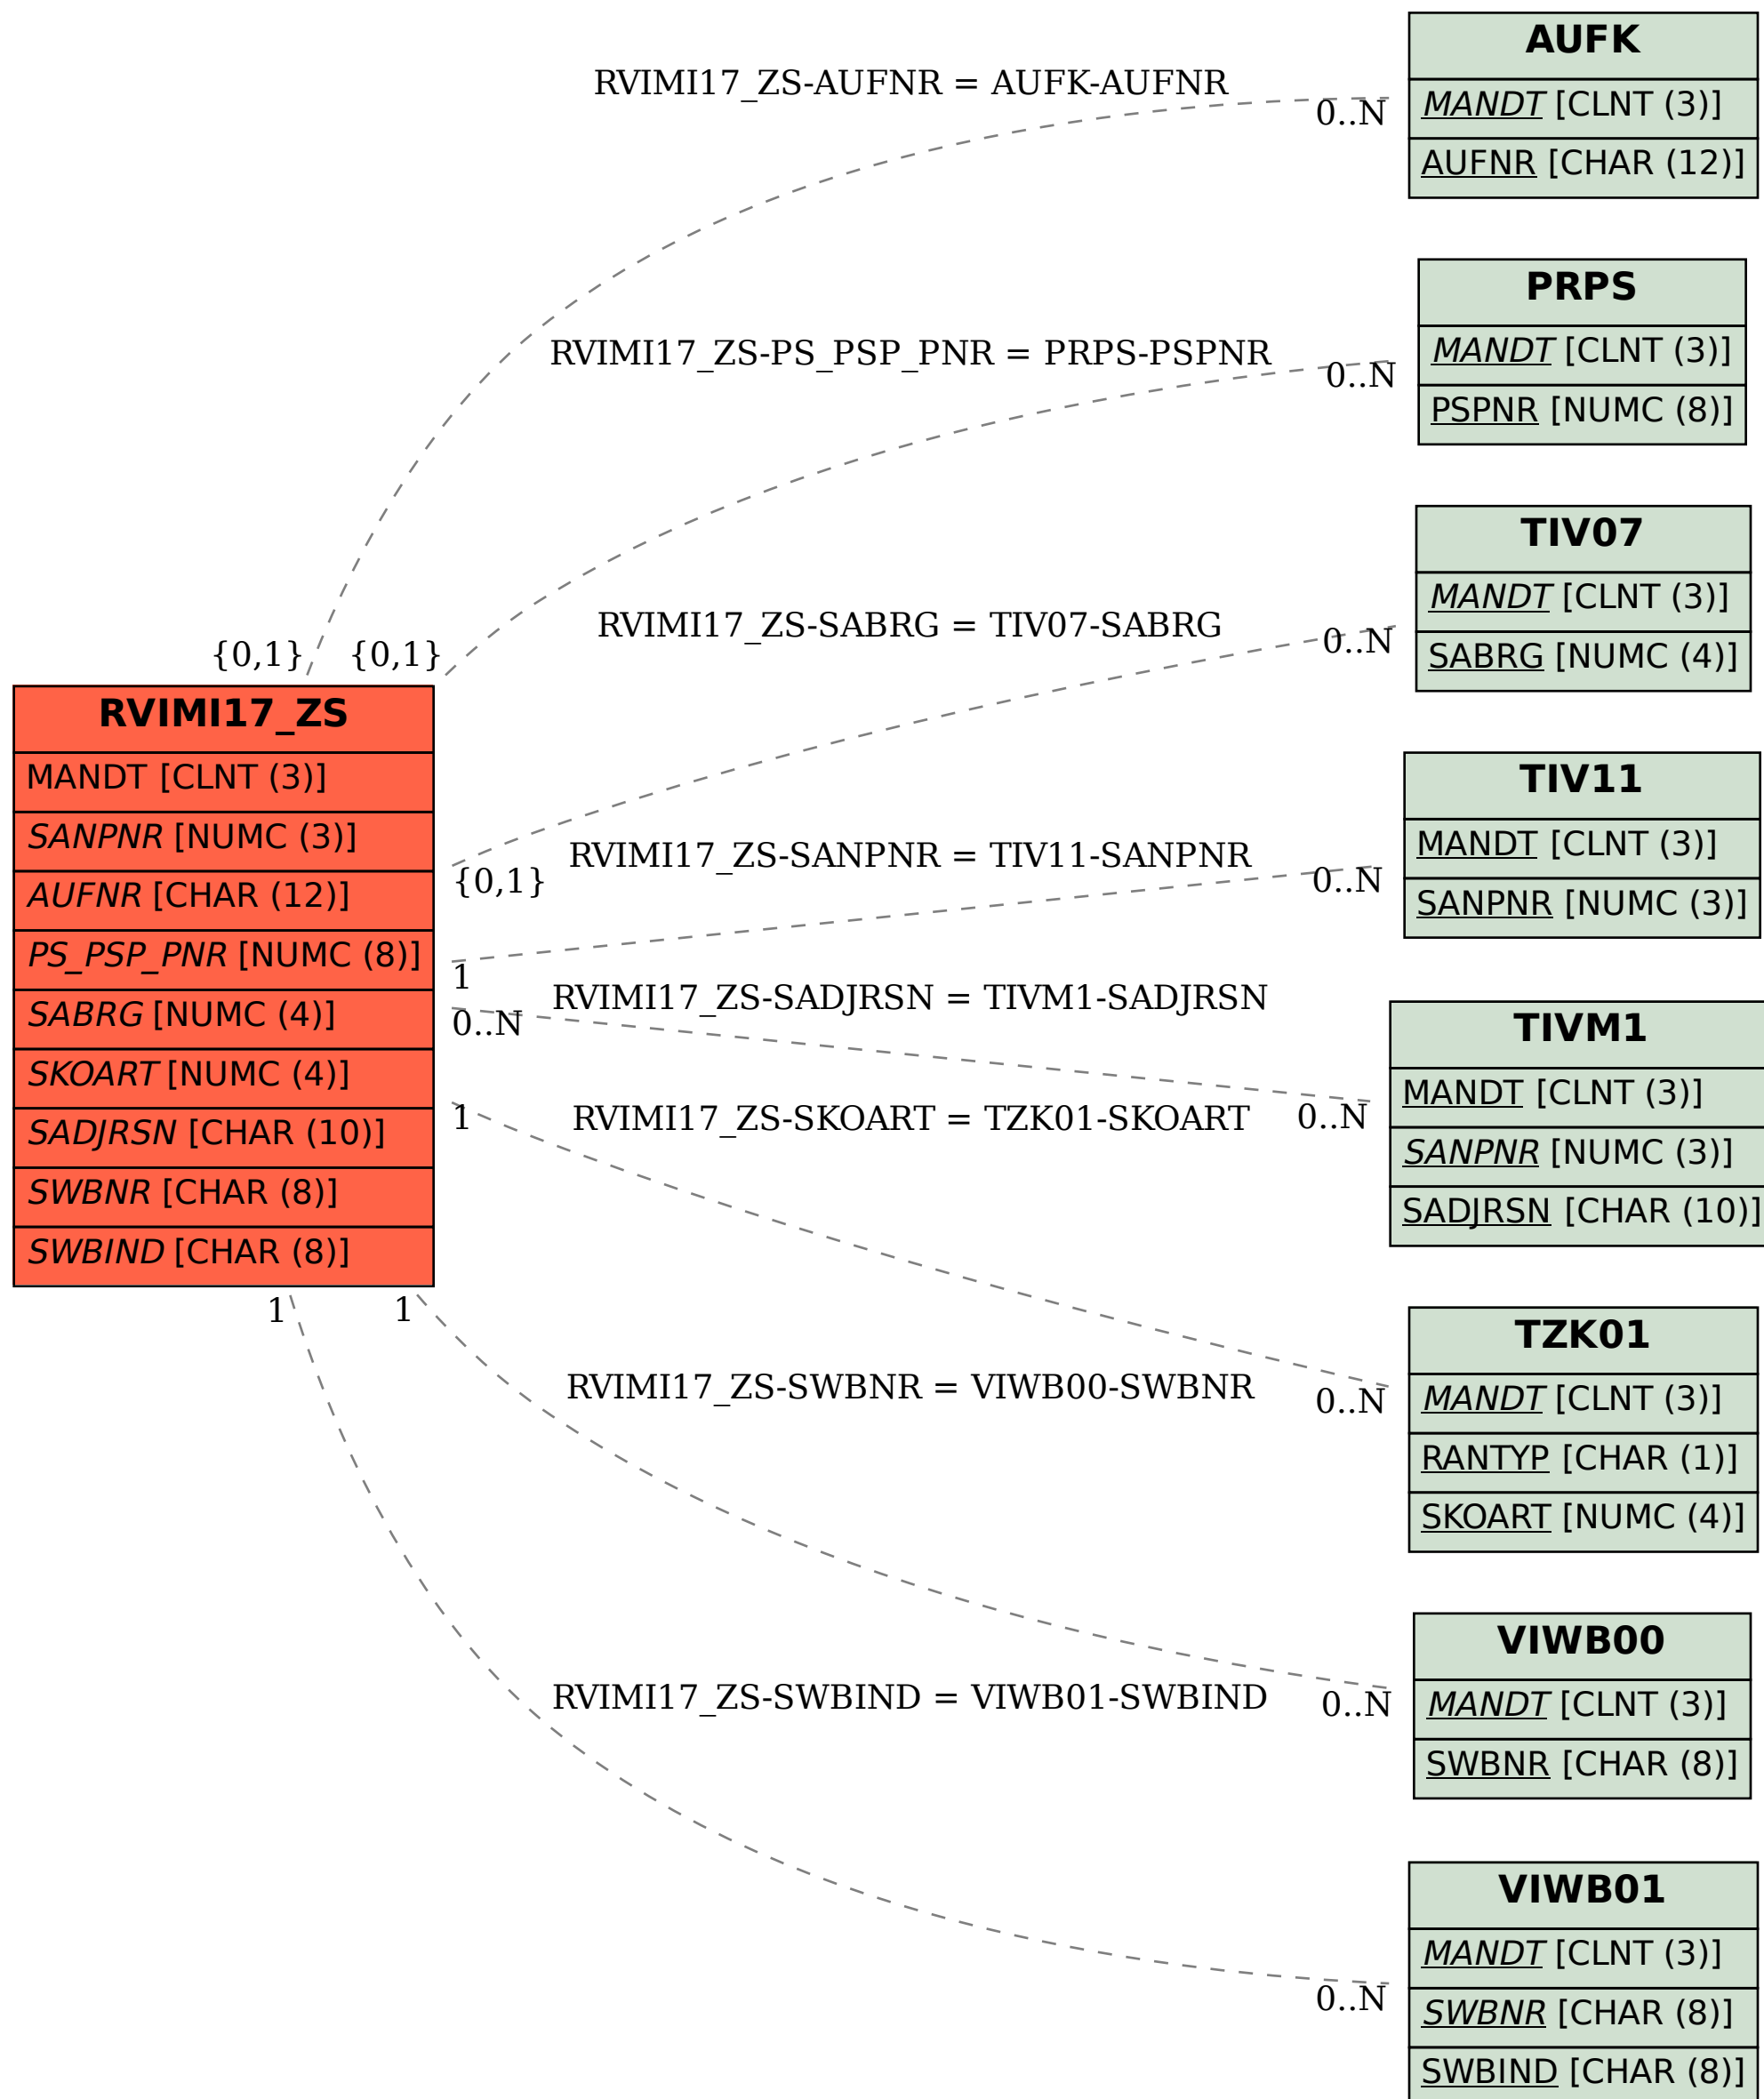 AUFK
RVIMI17_ZS-AUFNR = AUFK-AUFNR
MANDT [CLNT (3)]
0..N
AUFNR [CHAR (12)]
PRPS
RVIMI17_ZS-PS_PSP_PNR = PRPS-PSPNR
MANDT [CLNT (3)]
0..N
PSPNR [NUMC (8)]
TIV07
MANDT [CLNT (3)]
RVIMI17_ZS-SABRG = TIV07-SABRG
0..N
SABRG [NUMC (4)]
{0,1} {0,1}
RVIMI17_ZS
MANDT [CLNT (3)]
SANPNR [NUMC (3)]
AUFNR [CHAR (12)]
PS_PSP_PNR [NUMC (8)]
SABRG [NUMC (4)]
SKOART [NUMC (4)]
SADJRSN [CHAR (10)]
SWBNR [CHAR (8)]
SWBIND [CHAR (8)]
TIV11
MANDT [CLNT (3)]
RVIMI17_ZS-SANPNR = TIV11-SANPNR
{0,1}
0..N
SANPNR [NUMC (3)]
1
RVIMI17_ZS-SADJRSN = TIVM1-SADJRSN
0..N
TIVM1
MANDT [CLNT (3)]
0..N
SANPNR [NUMC (3)]
SADJRSN [CHAR (10)]
1
RVIMI17_ZS-SKOART = TZK01-SKOART
1 1
TZK01
MANDT [CLNT (3)]
0..N
RANTYP [CHAR (1)]
SKOART [NUMC (4)]
RVIMI17_ZS-SWBNR = VIWB00-SWBNR
VIWB00
MANDT [CLNT (3)]
0..N
SWBNR [CHAR (8)]
RVIMI17_ZS-SWBIND = VIWB01-SWBIND
VIWB01
MANDT [CLNT (3)]
0..N
SWBNR [CHAR (8)]
SWBIND [CHAR (8)]